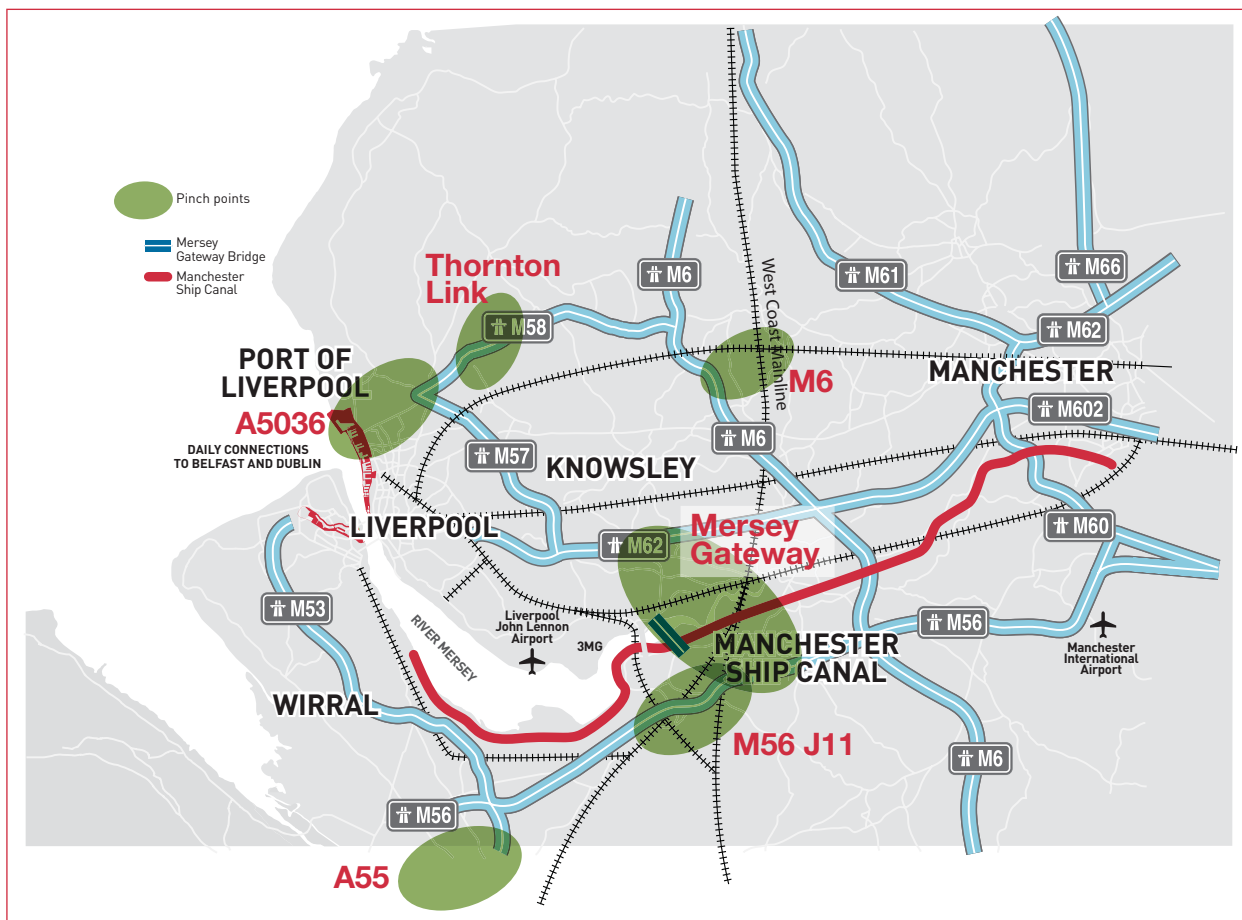 Pinch points
Mersey
Gateway Bridge
Manchester
Ship Canal
Thornton
Link
M6
M61
M66
M58
M62
West Coast Mainline
PORT OF
LIVERPOOL
A5036
DAILY CONNECTIONS
TO BELFAST AND DUBLIN
M6
MANCHESTER
M602
M6
M57
KNOWSLEY
LIVERPOOL
M62
Mersey
Gateway
M60
M53
RIVER MERSEY
Liverpool
John Lennon
Airport
3MG
M56
MANCHESTER
SHIP CANAL
Manchester
International
Airport
WIRRAL
M56 J11
M6
M56
A55